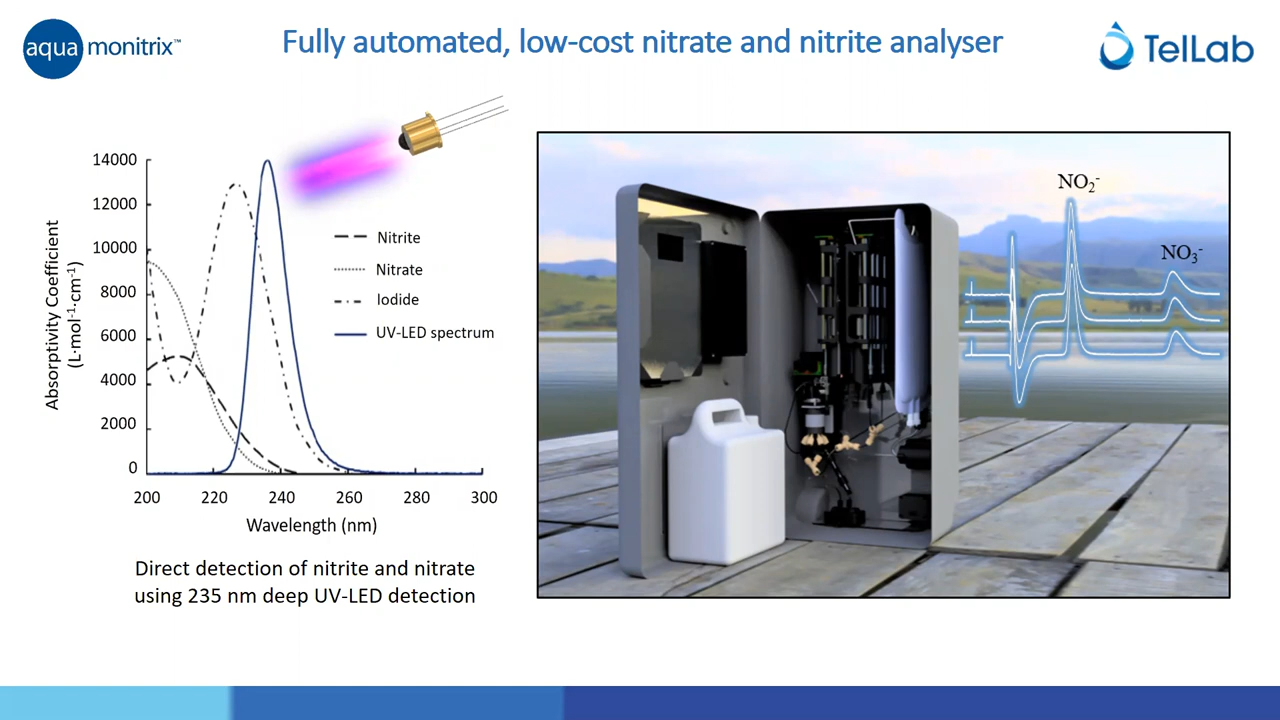 aqua monitrix™
Fully automated, low-cost nitrate and nitrite analyser
TelLab
14000
12000
10000
8000
6000
4000
2000
0
Absorptivity Coefficient
(L·mol⁻¹·cm⁻¹)
Nitrite
Nitrate
Iodide
UV-LED spectrum
200 220 240 260 280 300
Wavelength (nm)
Direct detection of nitrite and nitrate
using 235 nm deep UV-LED detection
NO₂⁻
NO₃⁻